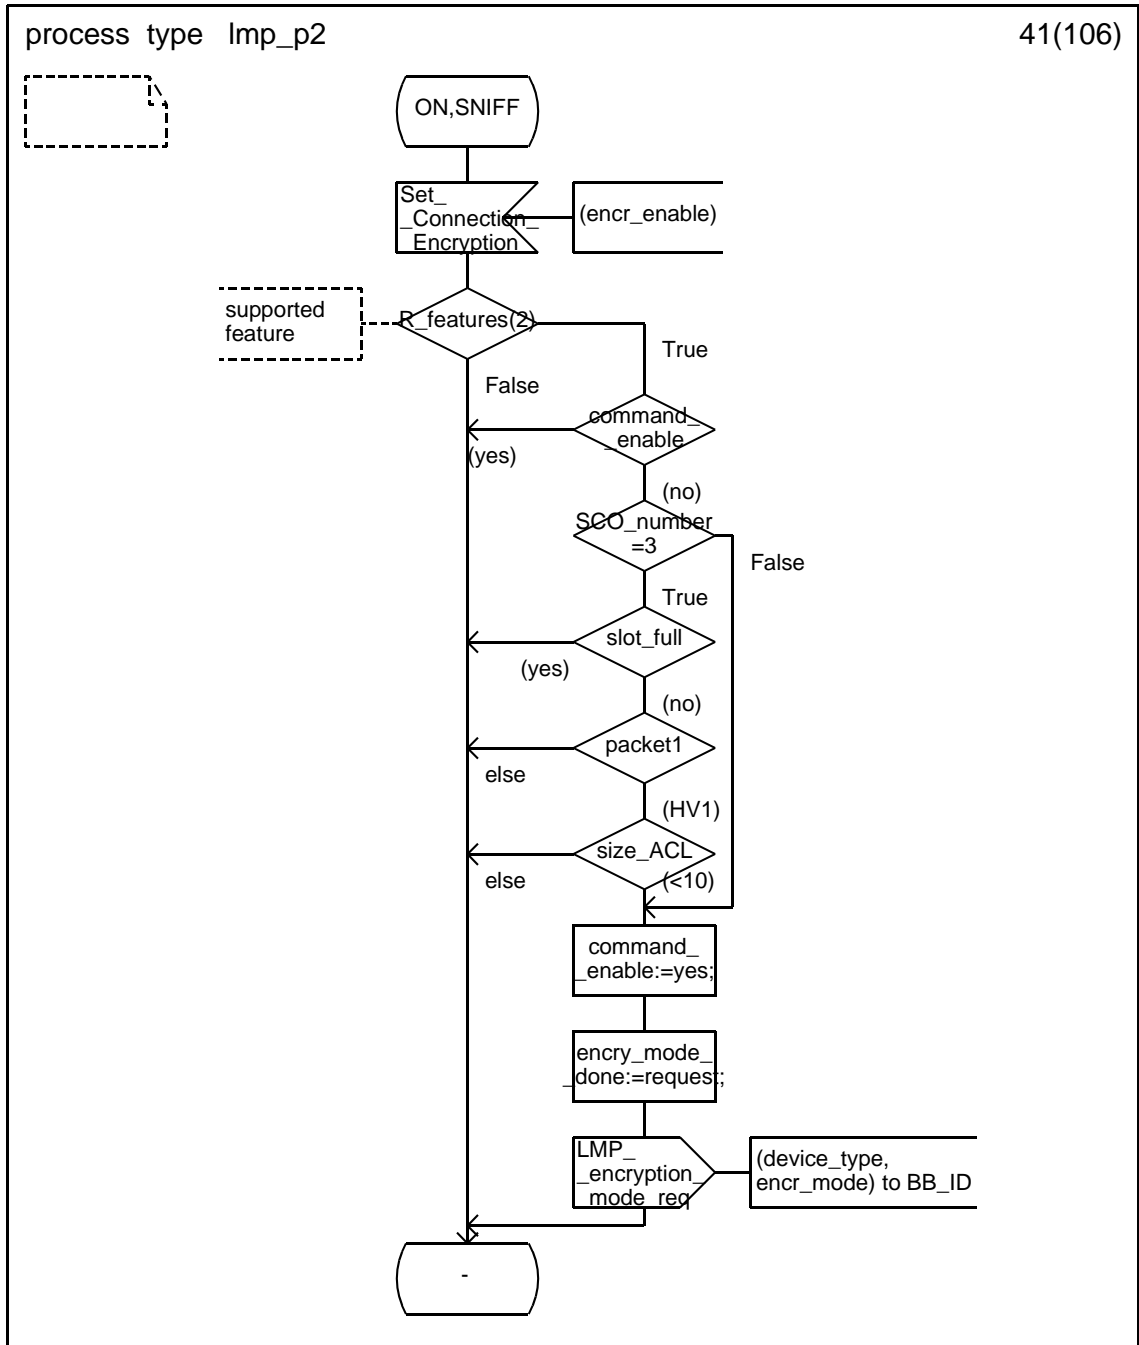 process type lmp_p2
41(106)
ON,SNIFF
Set_
_Connection_
_Encryption
(encr_enable)
supported
feature
R_features(2)
True
False
command_
_enable
(yes)
(no)
SCO_number
=3
False
True
slot_full
(yes)
(no)
packet1
else
(HV1)
size_ACL
else
(<10)
command_
_enable:=yes;
encry_mode_
_done:=request;
LMP_
_encryption_
_mode_req
(device_type,
encr_mode) to BB_ID
-